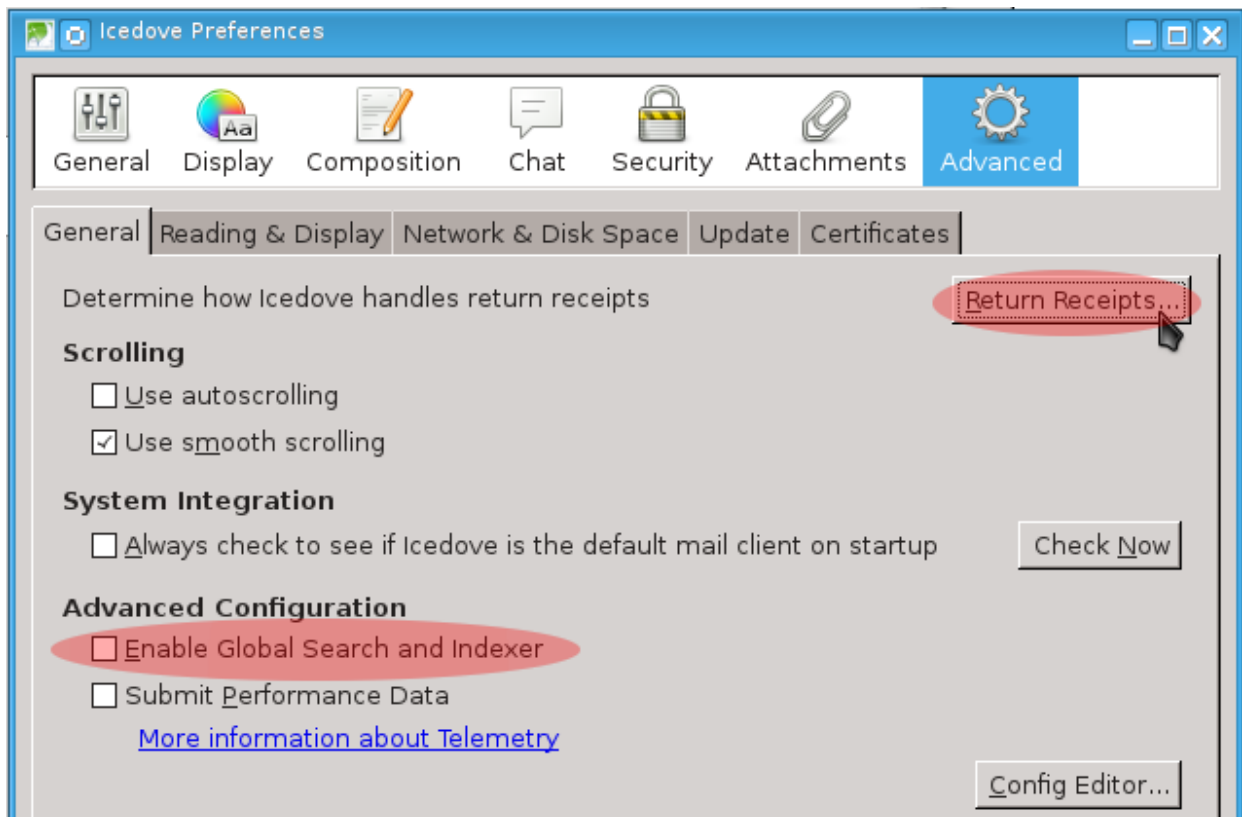 Icedove Preferences
Aa
General Display Composition Chat Security Attachments Advanced
General Reading & Display Network & Disk Space Update Certificates
Determine how Icedove handles return receipts Return Receipts...
Scrolling
Use autoscrolling
Use smooth scrolling
System Integration
Always check to see if Icedove is the default mail client on startup Check Now
Advanced Configuration
Enable Global Search and Indexer
Submit Performance Data
More information about Telemetry
Config Editor...